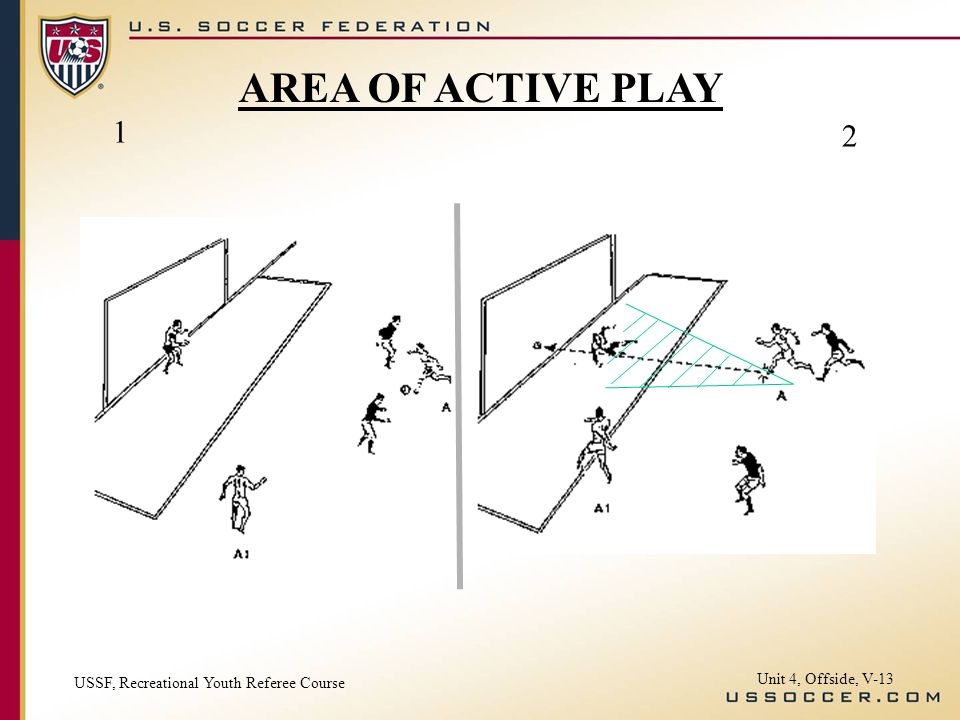 US
U.S. SOCCER FEDERATION
AREA OF ACTIVE PLAY
1
2
A
A1
A
A1
USSF, Recreational Youth Referee Course
Unit 4, Offside, V-13
USSOCCER.COM